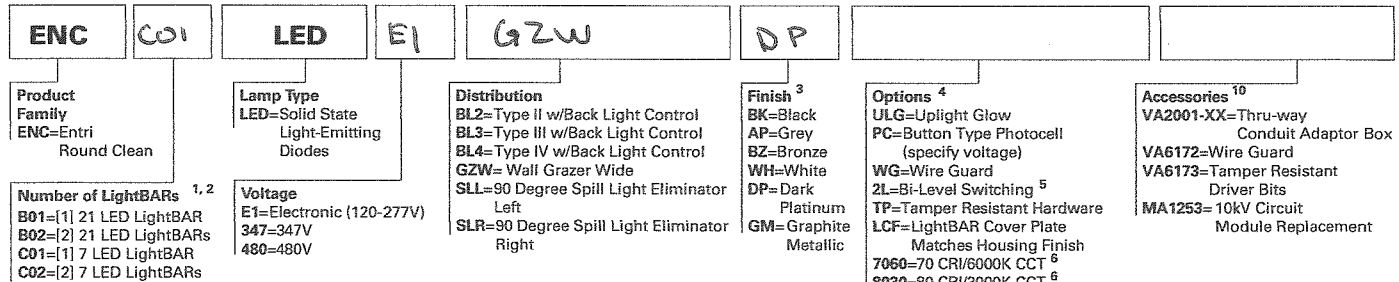 ENC C01 LED E1 GZW DP
Product
Family
ENC=Entri
Round Clean
Number of LightBARs 1, 2
B01=[1] 21 LED LightBAR
B02=[2] 21 LED LightBARs
C01=[1] 7 LED LightBAR
C02=[2] 7 LED LightBARs
Lamp Type
LED=Solid State
Light-Emitting
Diodes
Voltage
E1=Electronic (120-277V)
347=347V
480=480V
Distribution
BL2=Type II w/Back Light Control
BL3=Type III w/Back Light Control
BL4=Type IV w/Back Light Control
GZW= Wall Grazer Wide
SLL=90 Degree Spill Light Eliminator
Left
SLR=90 Degree Spill Light Eliminator
Right
Finish 3
BK=Black
AP=Grey
BZ=Bronze
WH=White
DP=Dark
Platinum
GM=Graphite
Metallic
Options 4
ULG=Uplight Glow
PC=Button Type Photocell
(specify voltage)
WG=Wire Guard
2L=Bi-Level Switching 5
TP=Tamper Resistant Hardware
LCF=LightBAR Cover Plate
Matches Housing Finish
7060=70 CRI/6000K CCT 6
8030=80 CRI/3000K CCT 6
Accessories 10
VA2001-XX=Thru-way
Conduit Adaptor Box
VA6172=Wire Guard
VA6173=Tamper Resistant
Driver Bits
MA1253=10kV Circuit
Module Replacement